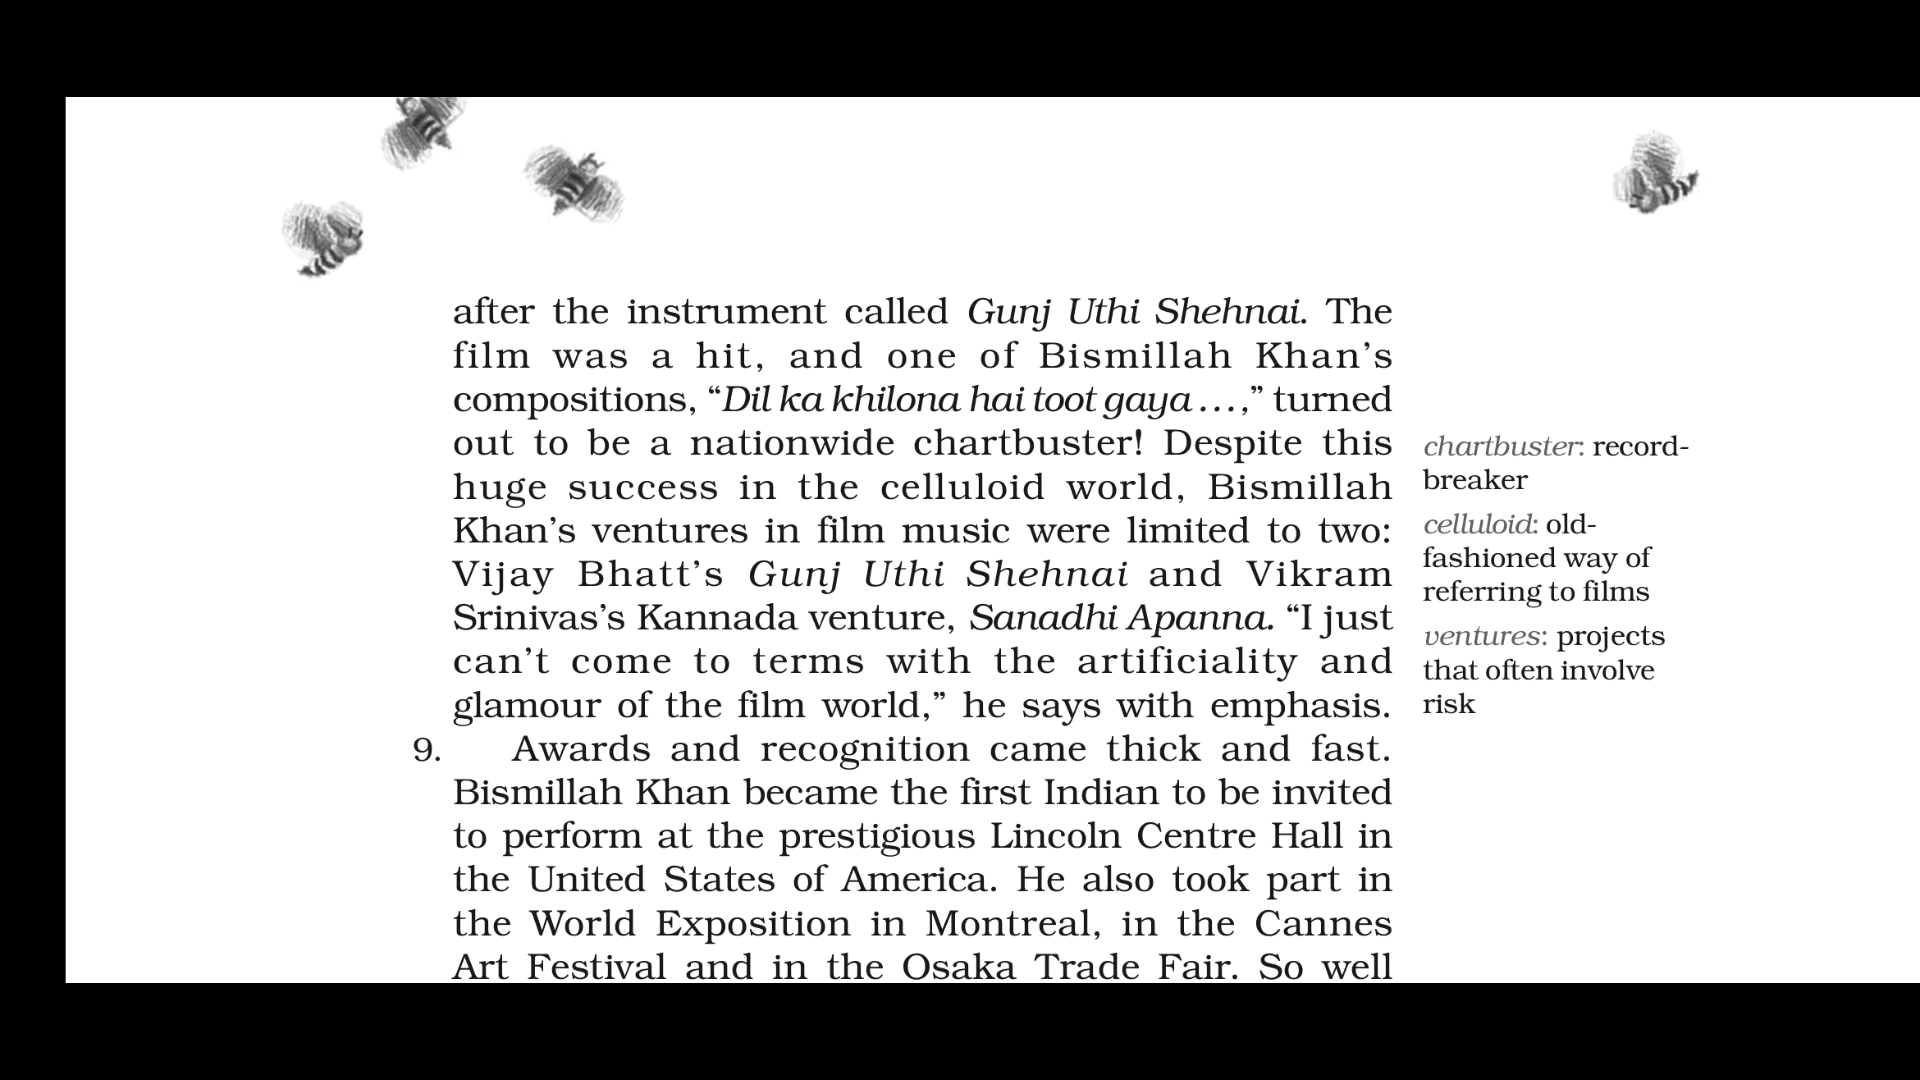 after the instrument called Gunj Uthi Shehnai. The
film was a hit, and one of Bismillah Khan’s
compositions, “Dil ka khilona hai toot gaya ...,” turned
out to be a nationwide chartbuster! Despite this
huge success in the celluloid world, Bismillah
Khan’s ventures in film music were limited to two:
Vijay Bhatt’s Gunj Uthi Shehnai and Vikram
Srinivas’s Kannada venture, Sanadhi Apanna. “I just
can’t come to terms with the artificiality and
glamour of the film world,” he says with emphasis.
9. Awards and recognition came thick and fast.
Bismillah Khan became the first Indian to be invited
to perform at the prestigious Lincoln Centre Hall in
the United States of America. He also took part in
the World Exposition in Montreal, in the Cannes
Art Festival and in the Osaka Trade Fair. So well
chartbuster: record-
breaker
celluloid: old-
fashioned way of
referring to films
ventures: projects
that often involve
risk